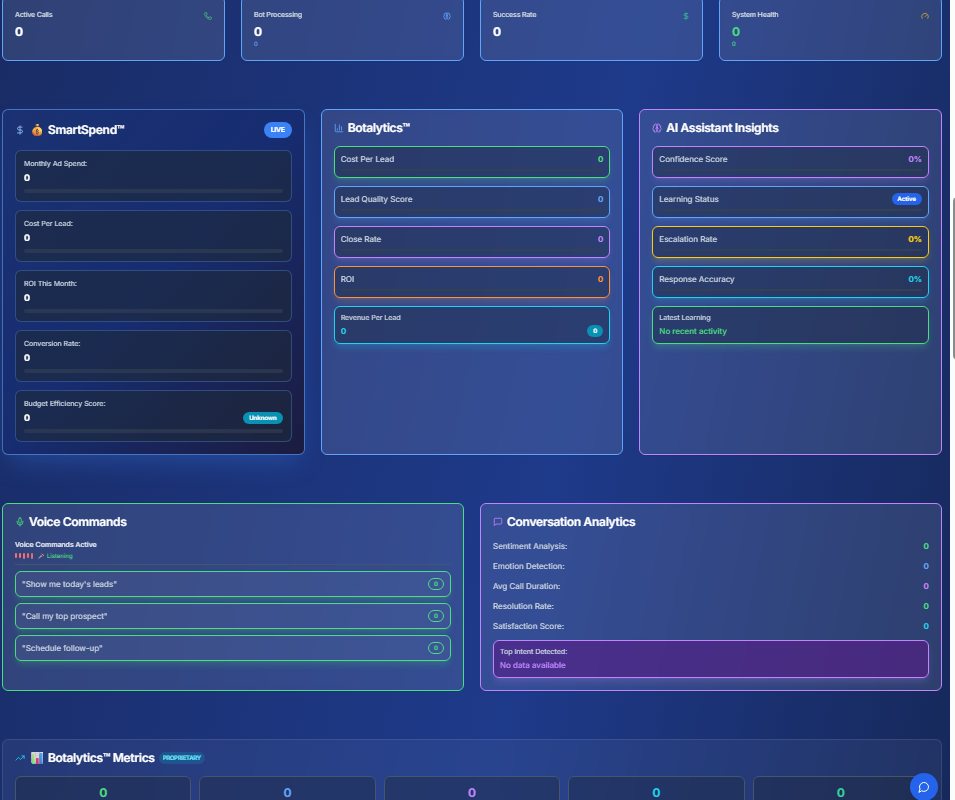 Active Calls
0
Bot Processing
0
0
Success Rate
$
0
System Health
0
0
$ 💰 SmartSpend™ LIVE
Monthly Ad Spend:
0
Cost Per Lead:
0
ROI This Month:
0
Conversion Rate:
0
Budget Efficiency Score:
0 Unknown
Botalytics™
Cost Per Lead 0
Lead Quality Score 0
Close Rate 0
ROI 0
Revenue Per Lead
0 0
AI Assistant Insights
Confidence Score 0%
Learning Status Active
Escalation Rate 0%
Response Accuracy 0%
Latest Learning
No recent activity
Voice Commands
Voice Commands Active
🎤 Listening
"Show me today's leads" 0
"Call my top prospect" 0
"Schedule follow-up" 0
Conversation Analytics
Sentiment Analysis: 0
Emotion Detection: 0
Avg Call Duration: 0
Resolution Rate: 0
Satisfaction Score: 0
Top Intent Detected:
No data available
📊 Botalytics™ Metrics PROPRIETARY
0 0 0 0 0